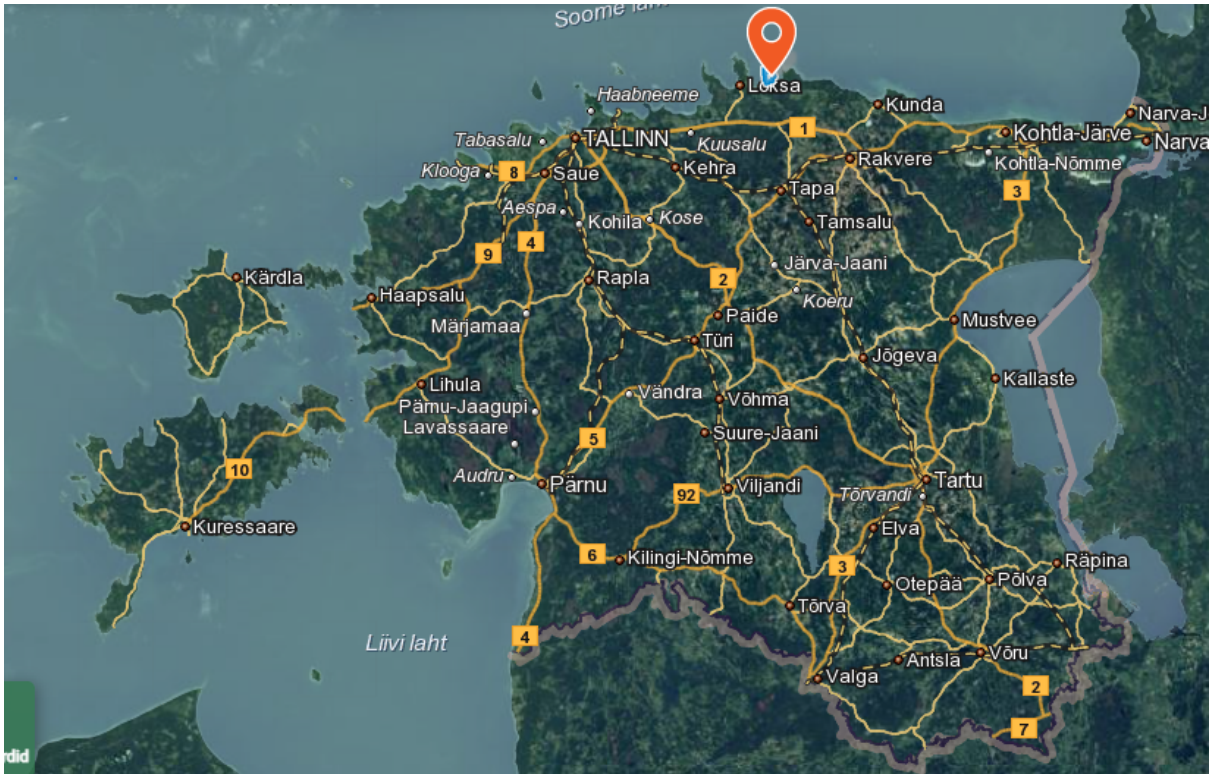 Soome laht
Loksa
Haabneeme
Kunda
Narva-J
TALLINN
Kuusalu
1
Kohtla-Järve
Narva
Tabasalu
Klooga
8
Saue
Kehra
Rakvere
Kohtla-Nõmme
3
Tapa
Aespa
Kohila
Kose
Tamsalu
9
4
Järva-Jaani
Kärdla
Rapla
2
Koeru
Haapsalu
Märjamaa
Paide
Mustvee
Türi
Jõgeva
Kallaste
Lihula
Vändra
Võhma
Pärnu-Jaagupi
Lavassaare
5
Suure-Jaani
10
Audru
Pärnu
92
Viljandi
Tartu
Tõrvandi
Kuressaare
Elva
6
Kilingi-Nõmme
3
Räpina
Otepää
Põlva
Tõrva
4
Liivi laht
Antsla
Võru
Valga
2
7
rdid